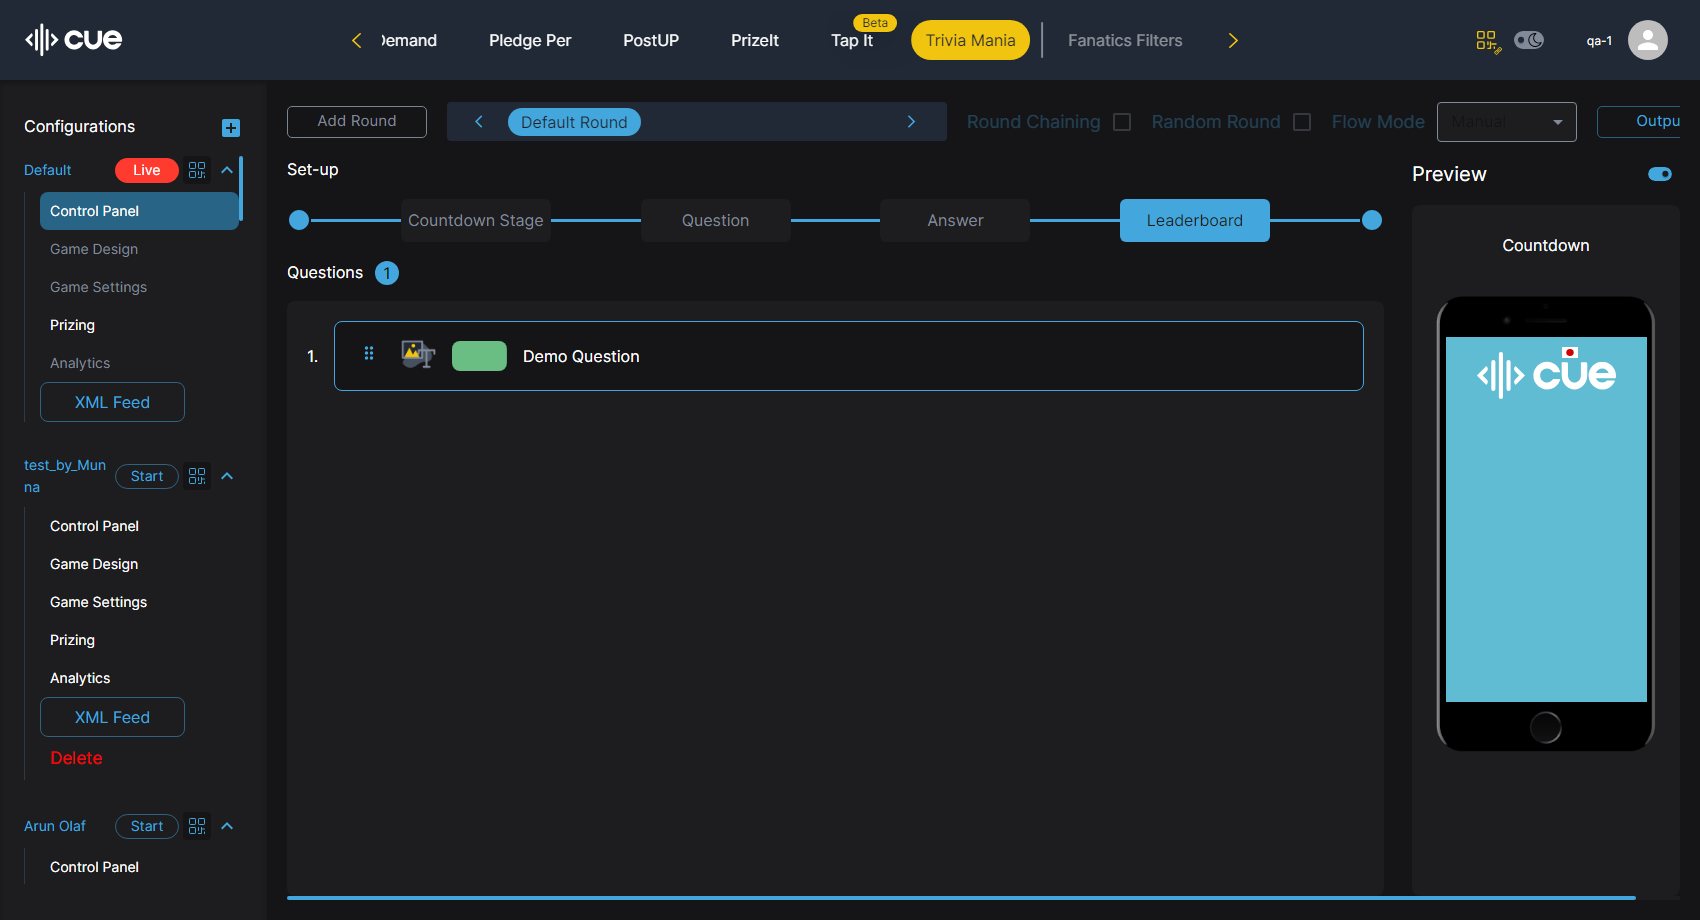 cue
Demand
Pledge Per
PostUP
PrizeIt
Beta
Tap It
Trivia Mania
Fanatics Filters
qa-1
Configurations
Default
Live
Control Panel
Game Design
Game Settings
Prizing
Analytics
XML Feed
test_by_Mun
na
Start
Control Panel
Game Design
Game Settings
Prizing
Analytics
XML Feed
Delete
Arun Olaf
Start
Control Panel
Add Round
Default Round
Round Chaining
Random Round
Flow Mode
Manual
Outpu
Set-up
Countdown Stage
Question
Answer
Leaderboard
Questions 1
1.
Demo Question
Preview
Countdown
cue